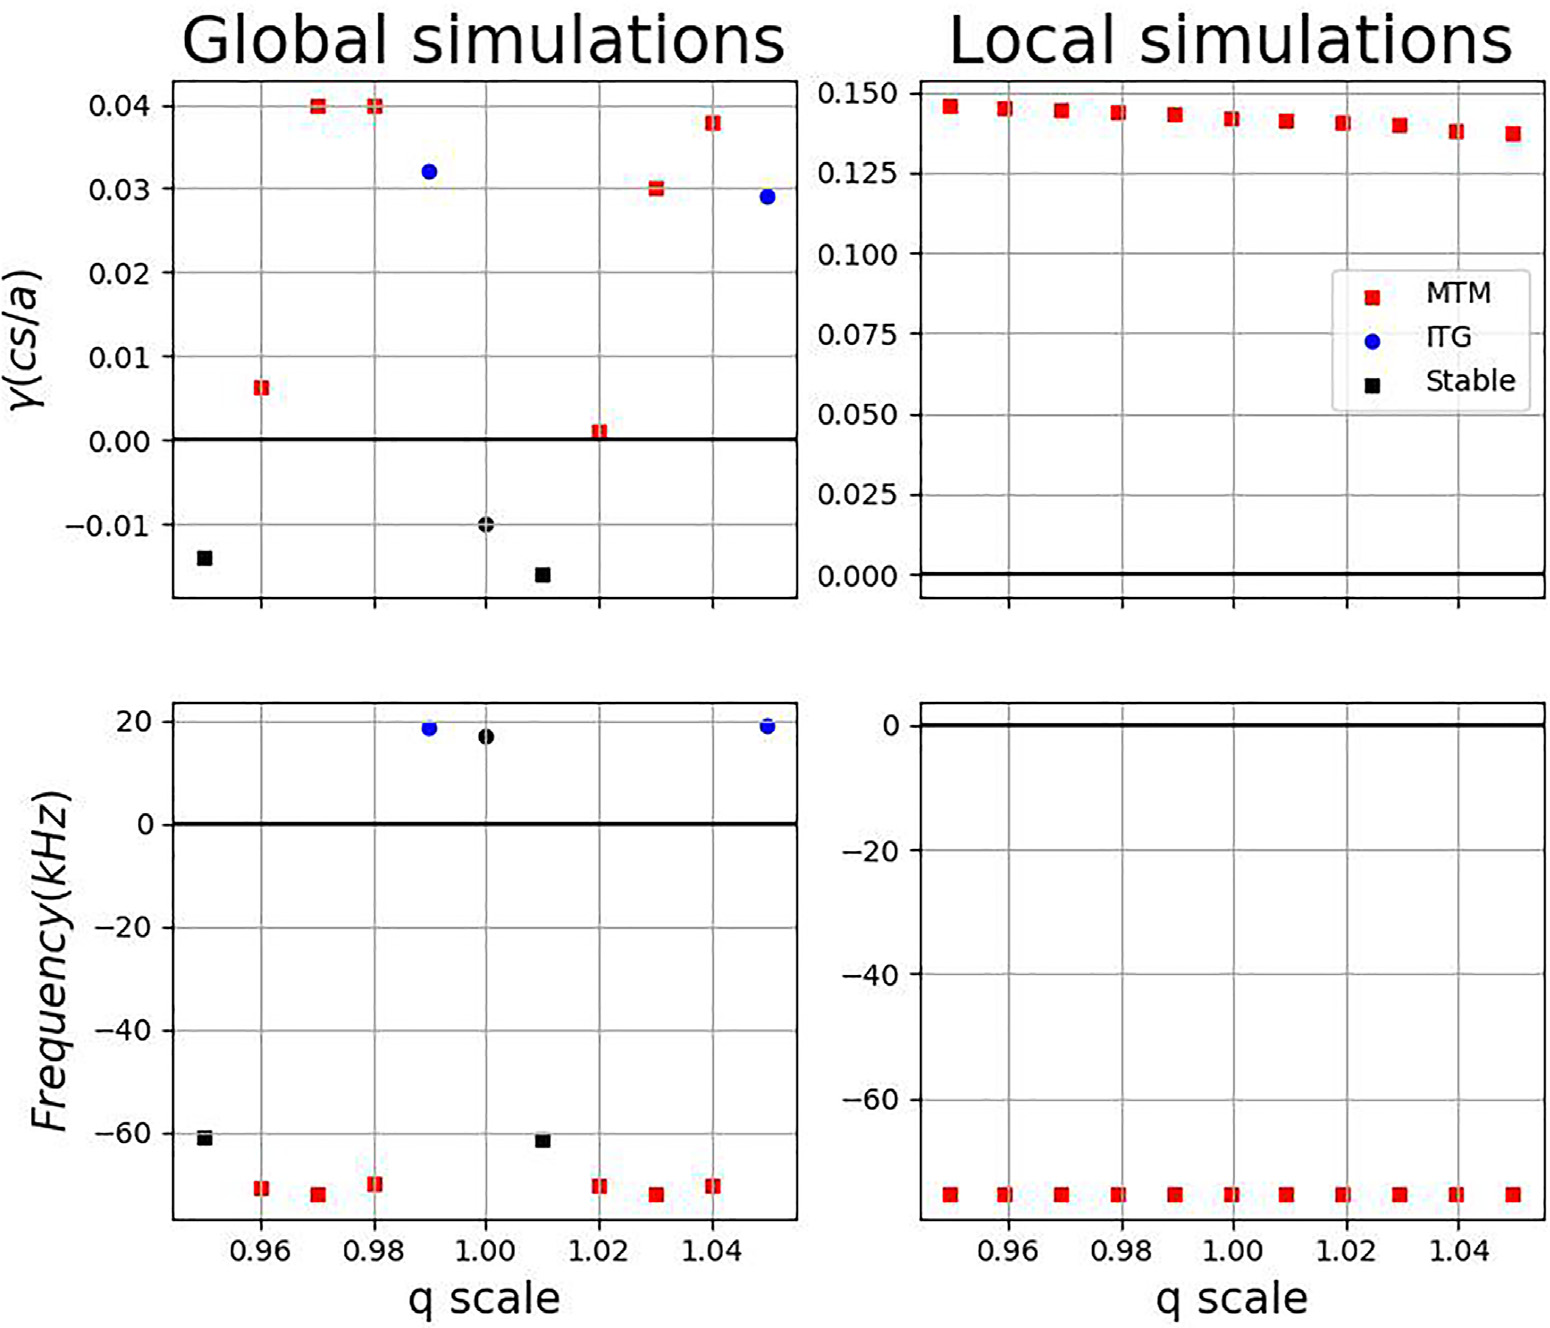 Global simulations
Local simulations
0.04
0.03
0.02
0.01
0.00
−0.01
γ(cs/a)
0.150
0.125
0.100
0.075
0.050
0.025
0.000
MTM
ITG
Stable
20
0
−20
−40
−60
Frequency(kHz)
0.96 0.98 1.00 1.02 1.04
q scale
0
−20
−40
−60
0.96 0.98 1.00 1.02 1.04
q scale